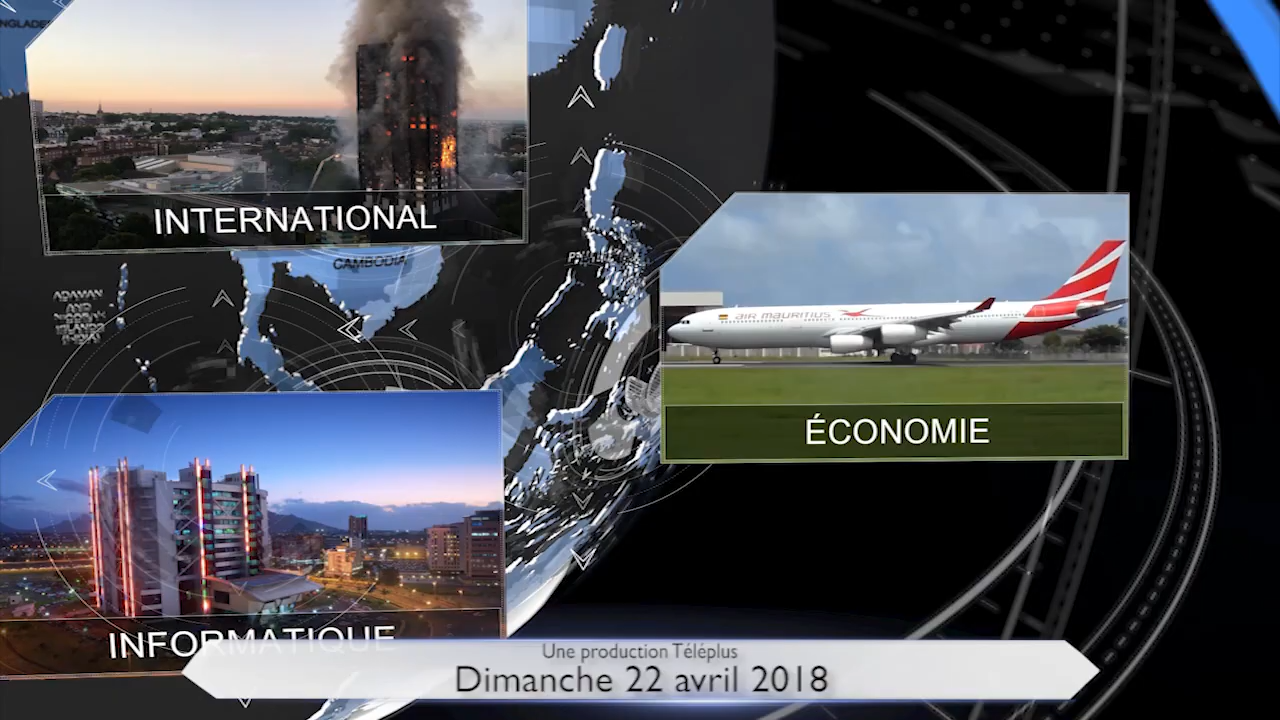 INTERNATIONAL
CAMBODIA
AIR MAURITIUS
ÉCONOMIE
INFORMATIQUE
Une production Téléplus
Dimanche 22 avril 2018